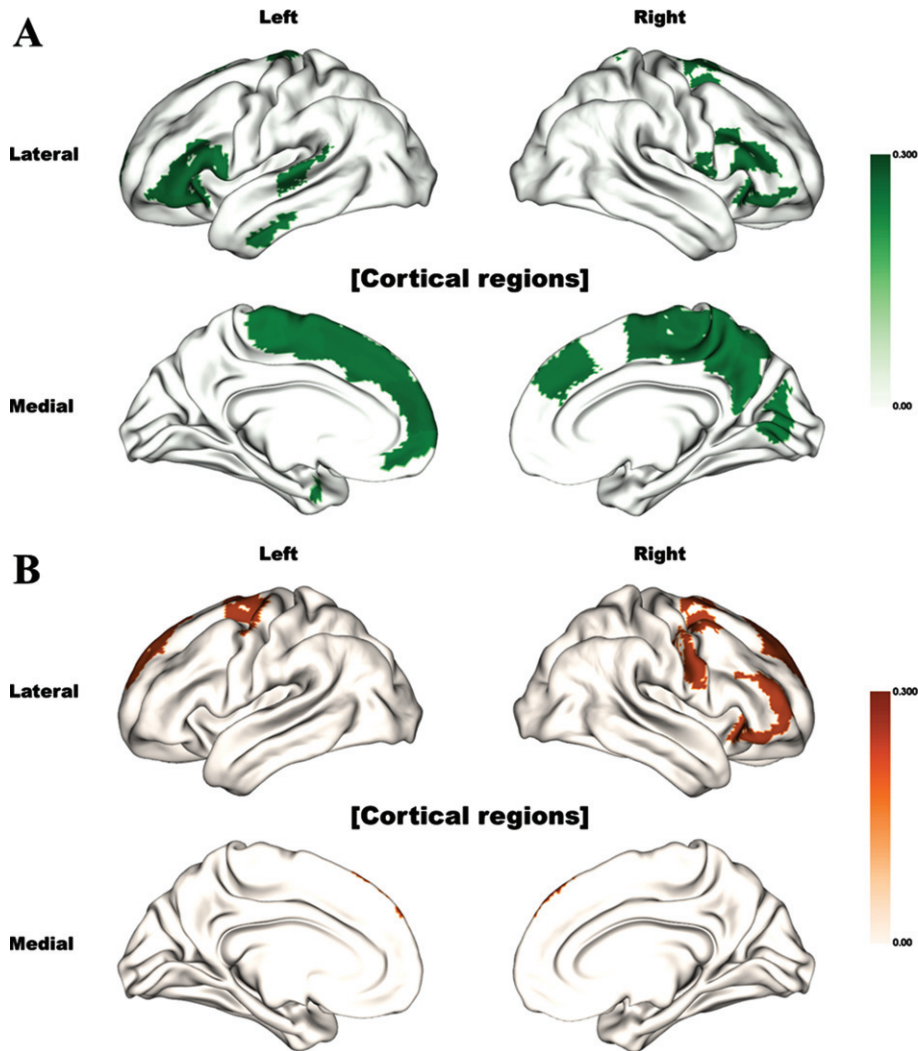 A
Left
Right
Lateral
0.300
[Cortical regions]
Medial
0.00
B
Left
Right
Lateral
0.300
[Cortical regions]
Medial
0.00